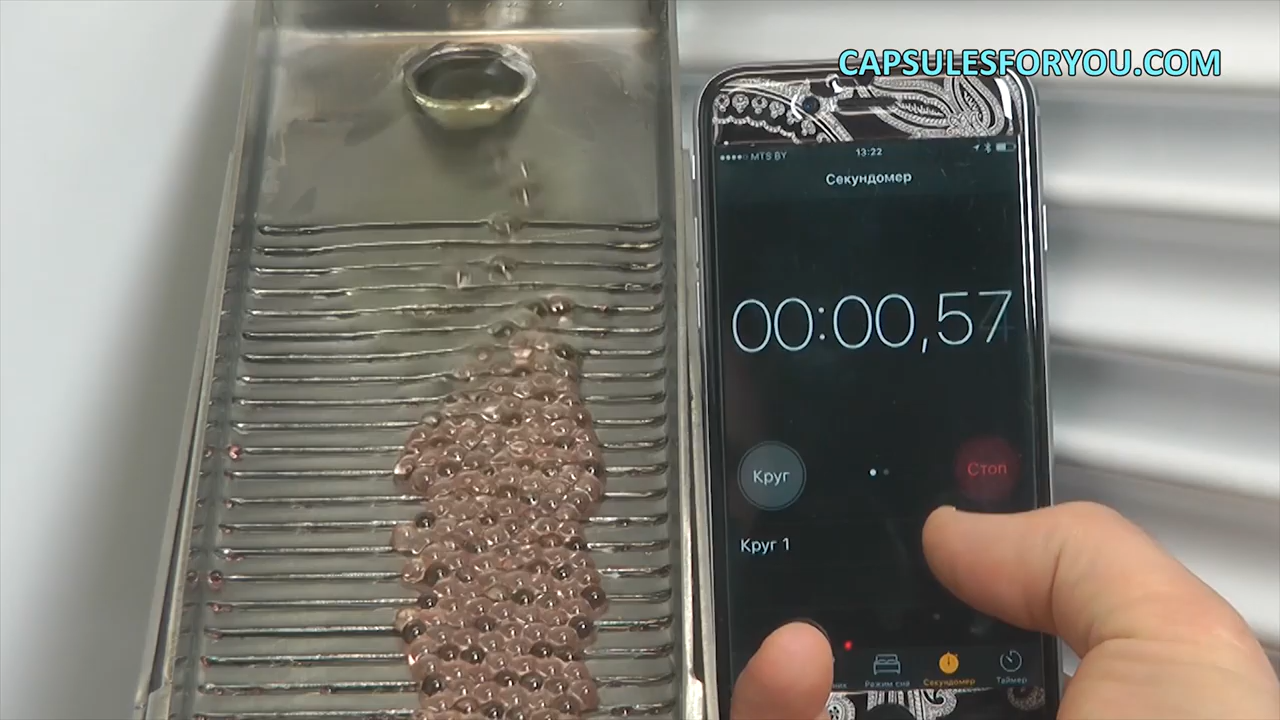 CAPSULESFORYOU.COM
MTS BY 13:22
Секундомер
00:00,57
Круг Стоп
Круг 1
Режим сна Секундомер Таймер